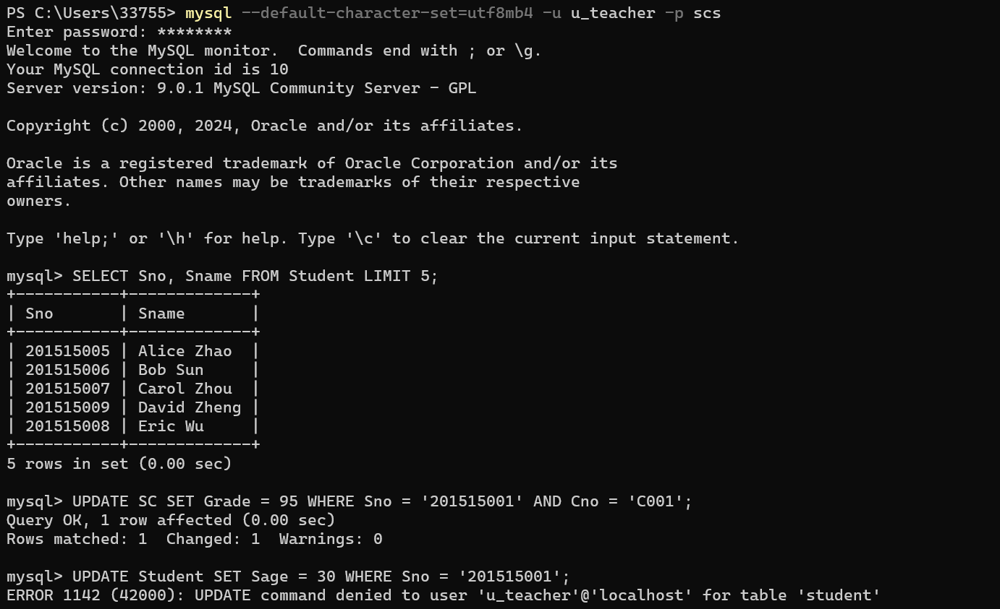 PS C:\Users\33755> mysql --default-character-set=utf8mb4 -u u_teacher -p scs
Enter password: ********
Welcome to the MySQL monitor.  Commands end with ; or \g.
Your MySQL connection id is 10
Server version: 9.0.1 MySQL Community Server - GPL

Copyright (c) 2000, 2024, Oracle and/or its affiliates.

Oracle is a registered trademark of Oracle Corporation and/or its
affiliates. Other names may be trademarks of their respective
owners.

Type 'help;' or '\h' for help. Type '\c' to clear the current input statement.

mysql> SELECT Sno, Sname FROM Student LIMIT 5;
+-----------+-------------+
| Sno       | Sname       |
+-----------+-------------+
| 201515005 | Alice Zhao  |
| 201515006 | Bob Sun     |
| 201515007 | Carol Zhou  |
| 201515009 | David Zheng |
| 201515008 | Eric Wu     |
+-----------+-------------+
5 rows in set (0.00 sec)

mysql> UPDATE SC SET Grade = 95 WHERE Sno = '201515001' AND Cno = 'C001';
Query OK, 1 row affected (0.00 sec)
Rows matched: 1  Changed: 1  Warnings: 0

mysql> UPDATE Student SET Sage = 30 WHERE Sno = '201515001';
ERROR 1142 (42000): UPDATE command denied to user 'u_teacher'@'localhost' for table 'student'